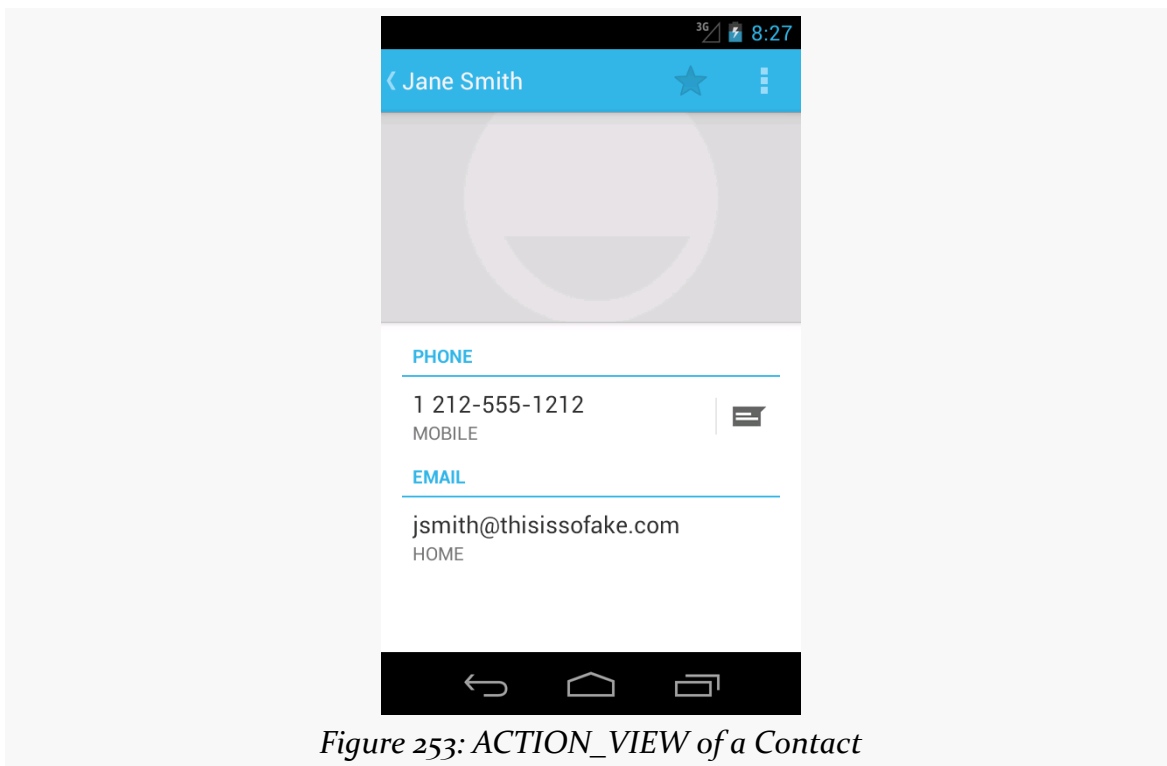 3G 8:27
Jane Smith
PHONE
1 212-555-1212
MOBILE
EMAIL
jsmith@thisissofake.com
HOME
Figure 253: ACTION_VIEW of a Contact